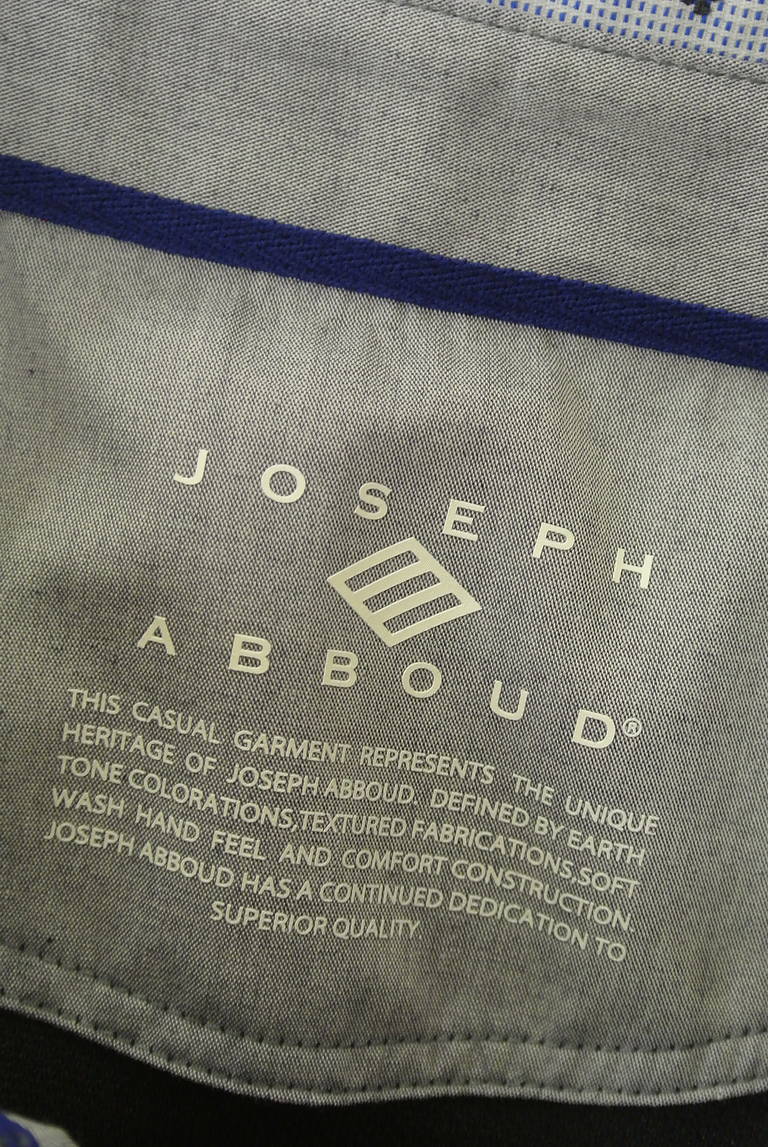 JOSEPH
ABBOUD®
THIS CASUAL GARMENT REPRESENTS THE UNIQUE
HERITAGE OF JOSEPH ABBOUD. DEFINED BY EARTH
TONE COLORATIONS,TEXTURED FABRICATIONS,SOFT
WASH HAND FEEL AND COMFORT CONSTRUCTION.
JOSEPH ABBOUD HAS A CONTINUED DEDICATION TO
SUPERIOR QUALITY.